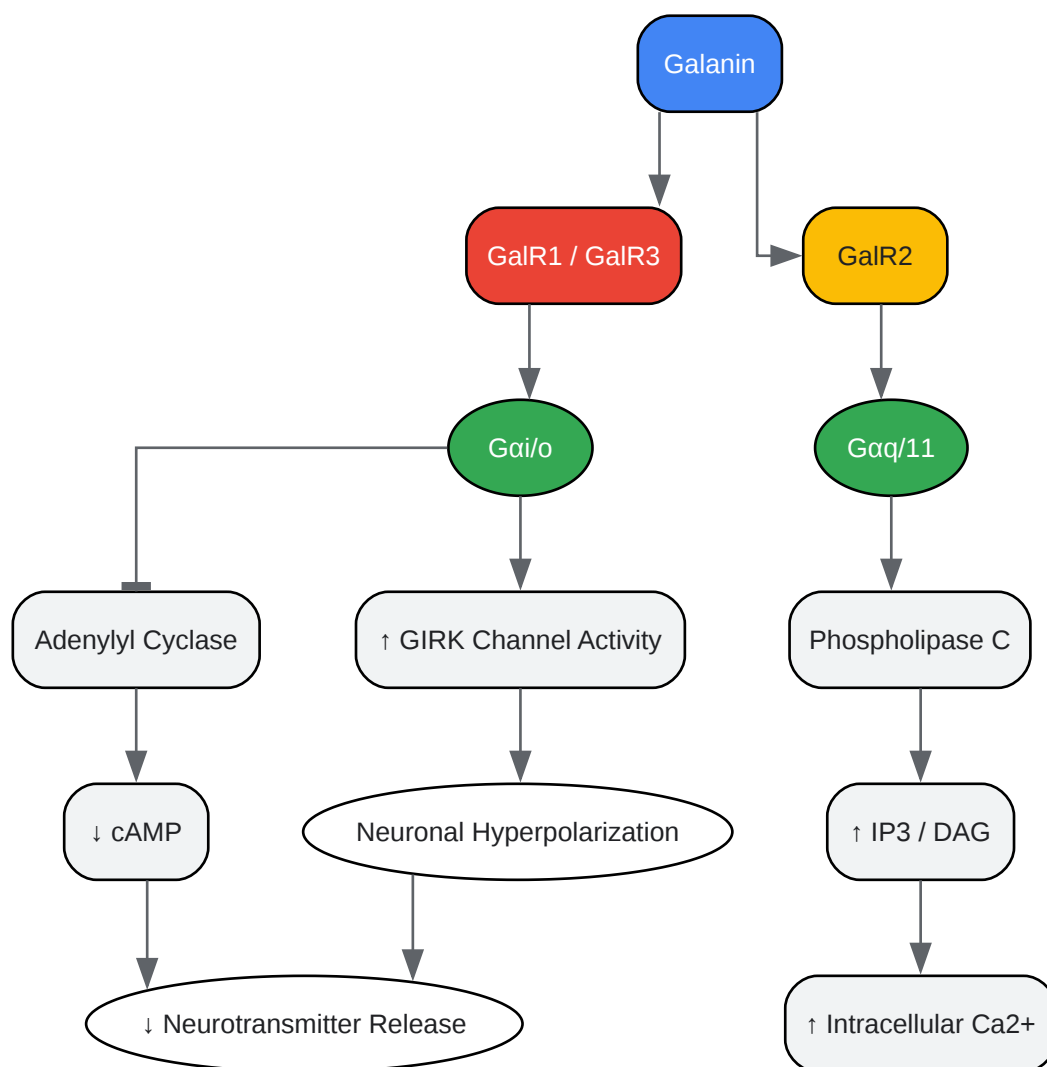 Galanin
GalR1 / GalR3
GalR2
Gαi/o
Gαq/11
Adenylyl Cyclase
↑ GIRK Channel Activity
Phospholipase C
↓ cAMP
Neuronal Hyperpolarization
↑ IP3 / DAG
↓ Neurotransmitter Release
↑ Intracellular Ca2+